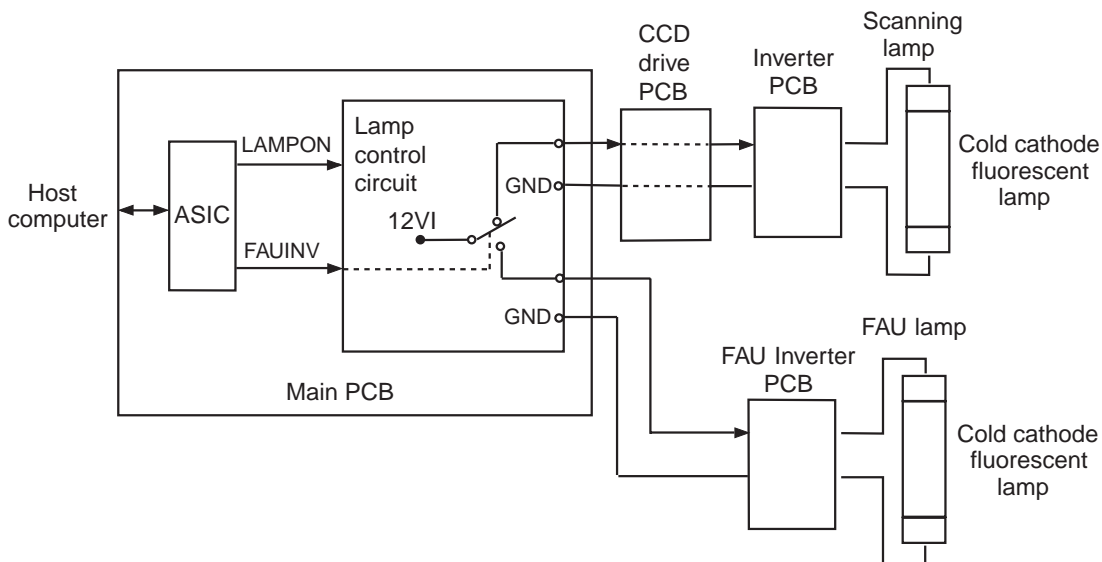 Host
computer
ASIC
LAMPON
FAUINV
Lamp
control
circuit
12VI
GND
GND
Main PCB
CCD
drive
PCB
Inverter
PCB
Scanning
lamp
Cold cathode
fluorescent
lamp
FAU Inverter
PCB
FAU lamp
Cold cathode
fluorescent
lamp